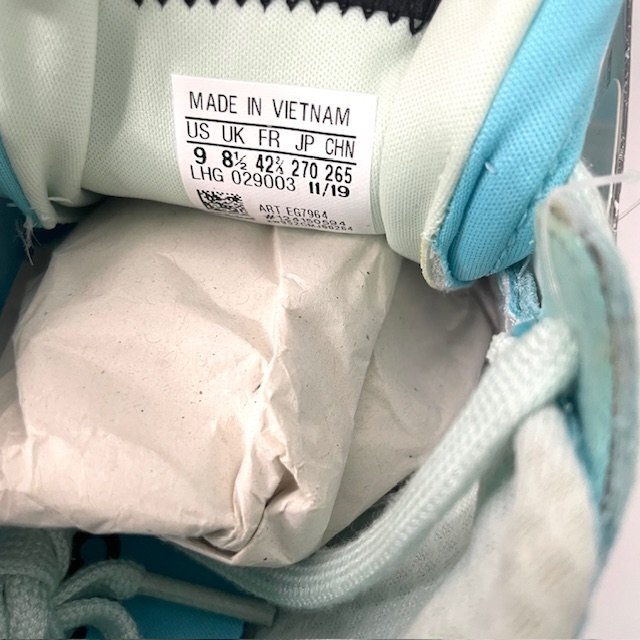 MADE IN VIETNAM
US UK FR JP CHN
9 8½ 42⅔ 270 265
LHG 029003 11/19
ART EG7964